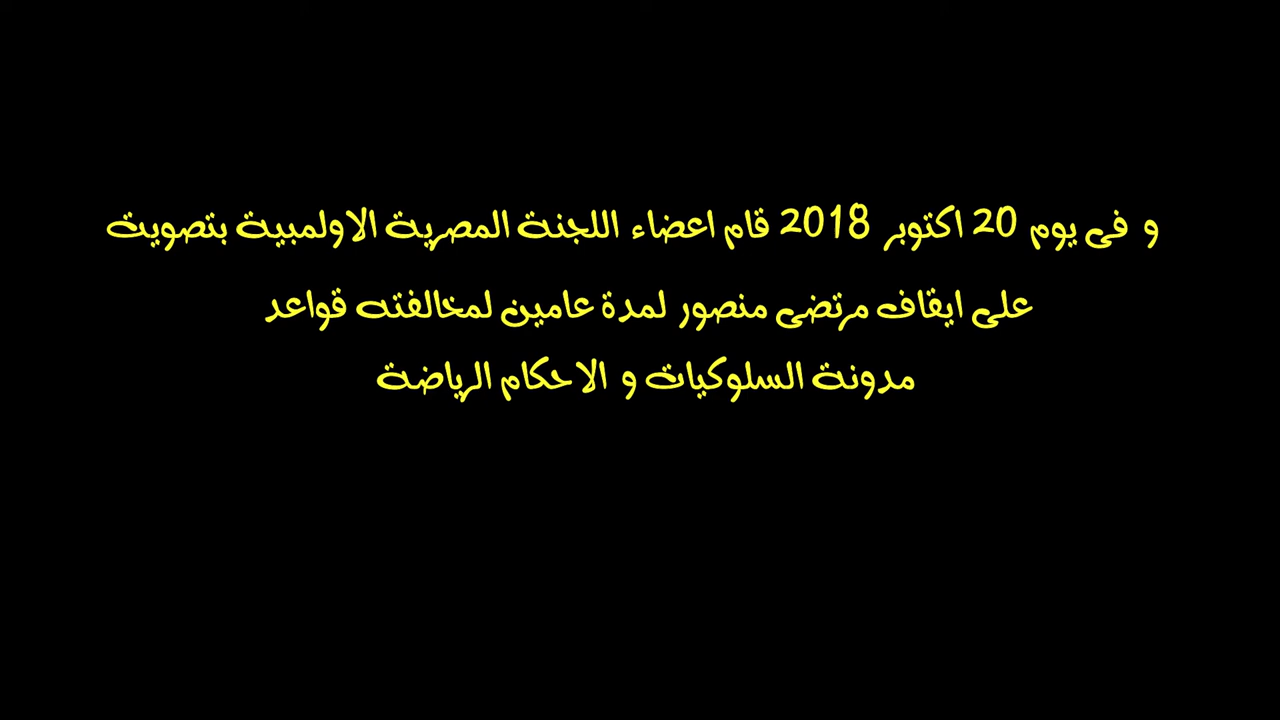 و فى يوم 20 اكتوبر 2018 قام اعضاء اللجنة المصرية الاولمبية بتصويت
على ايقاف مرتضى منصور لمدة عامين لمخالفته قواعد
مدونة السلوكيات و الاحكام الرياضة